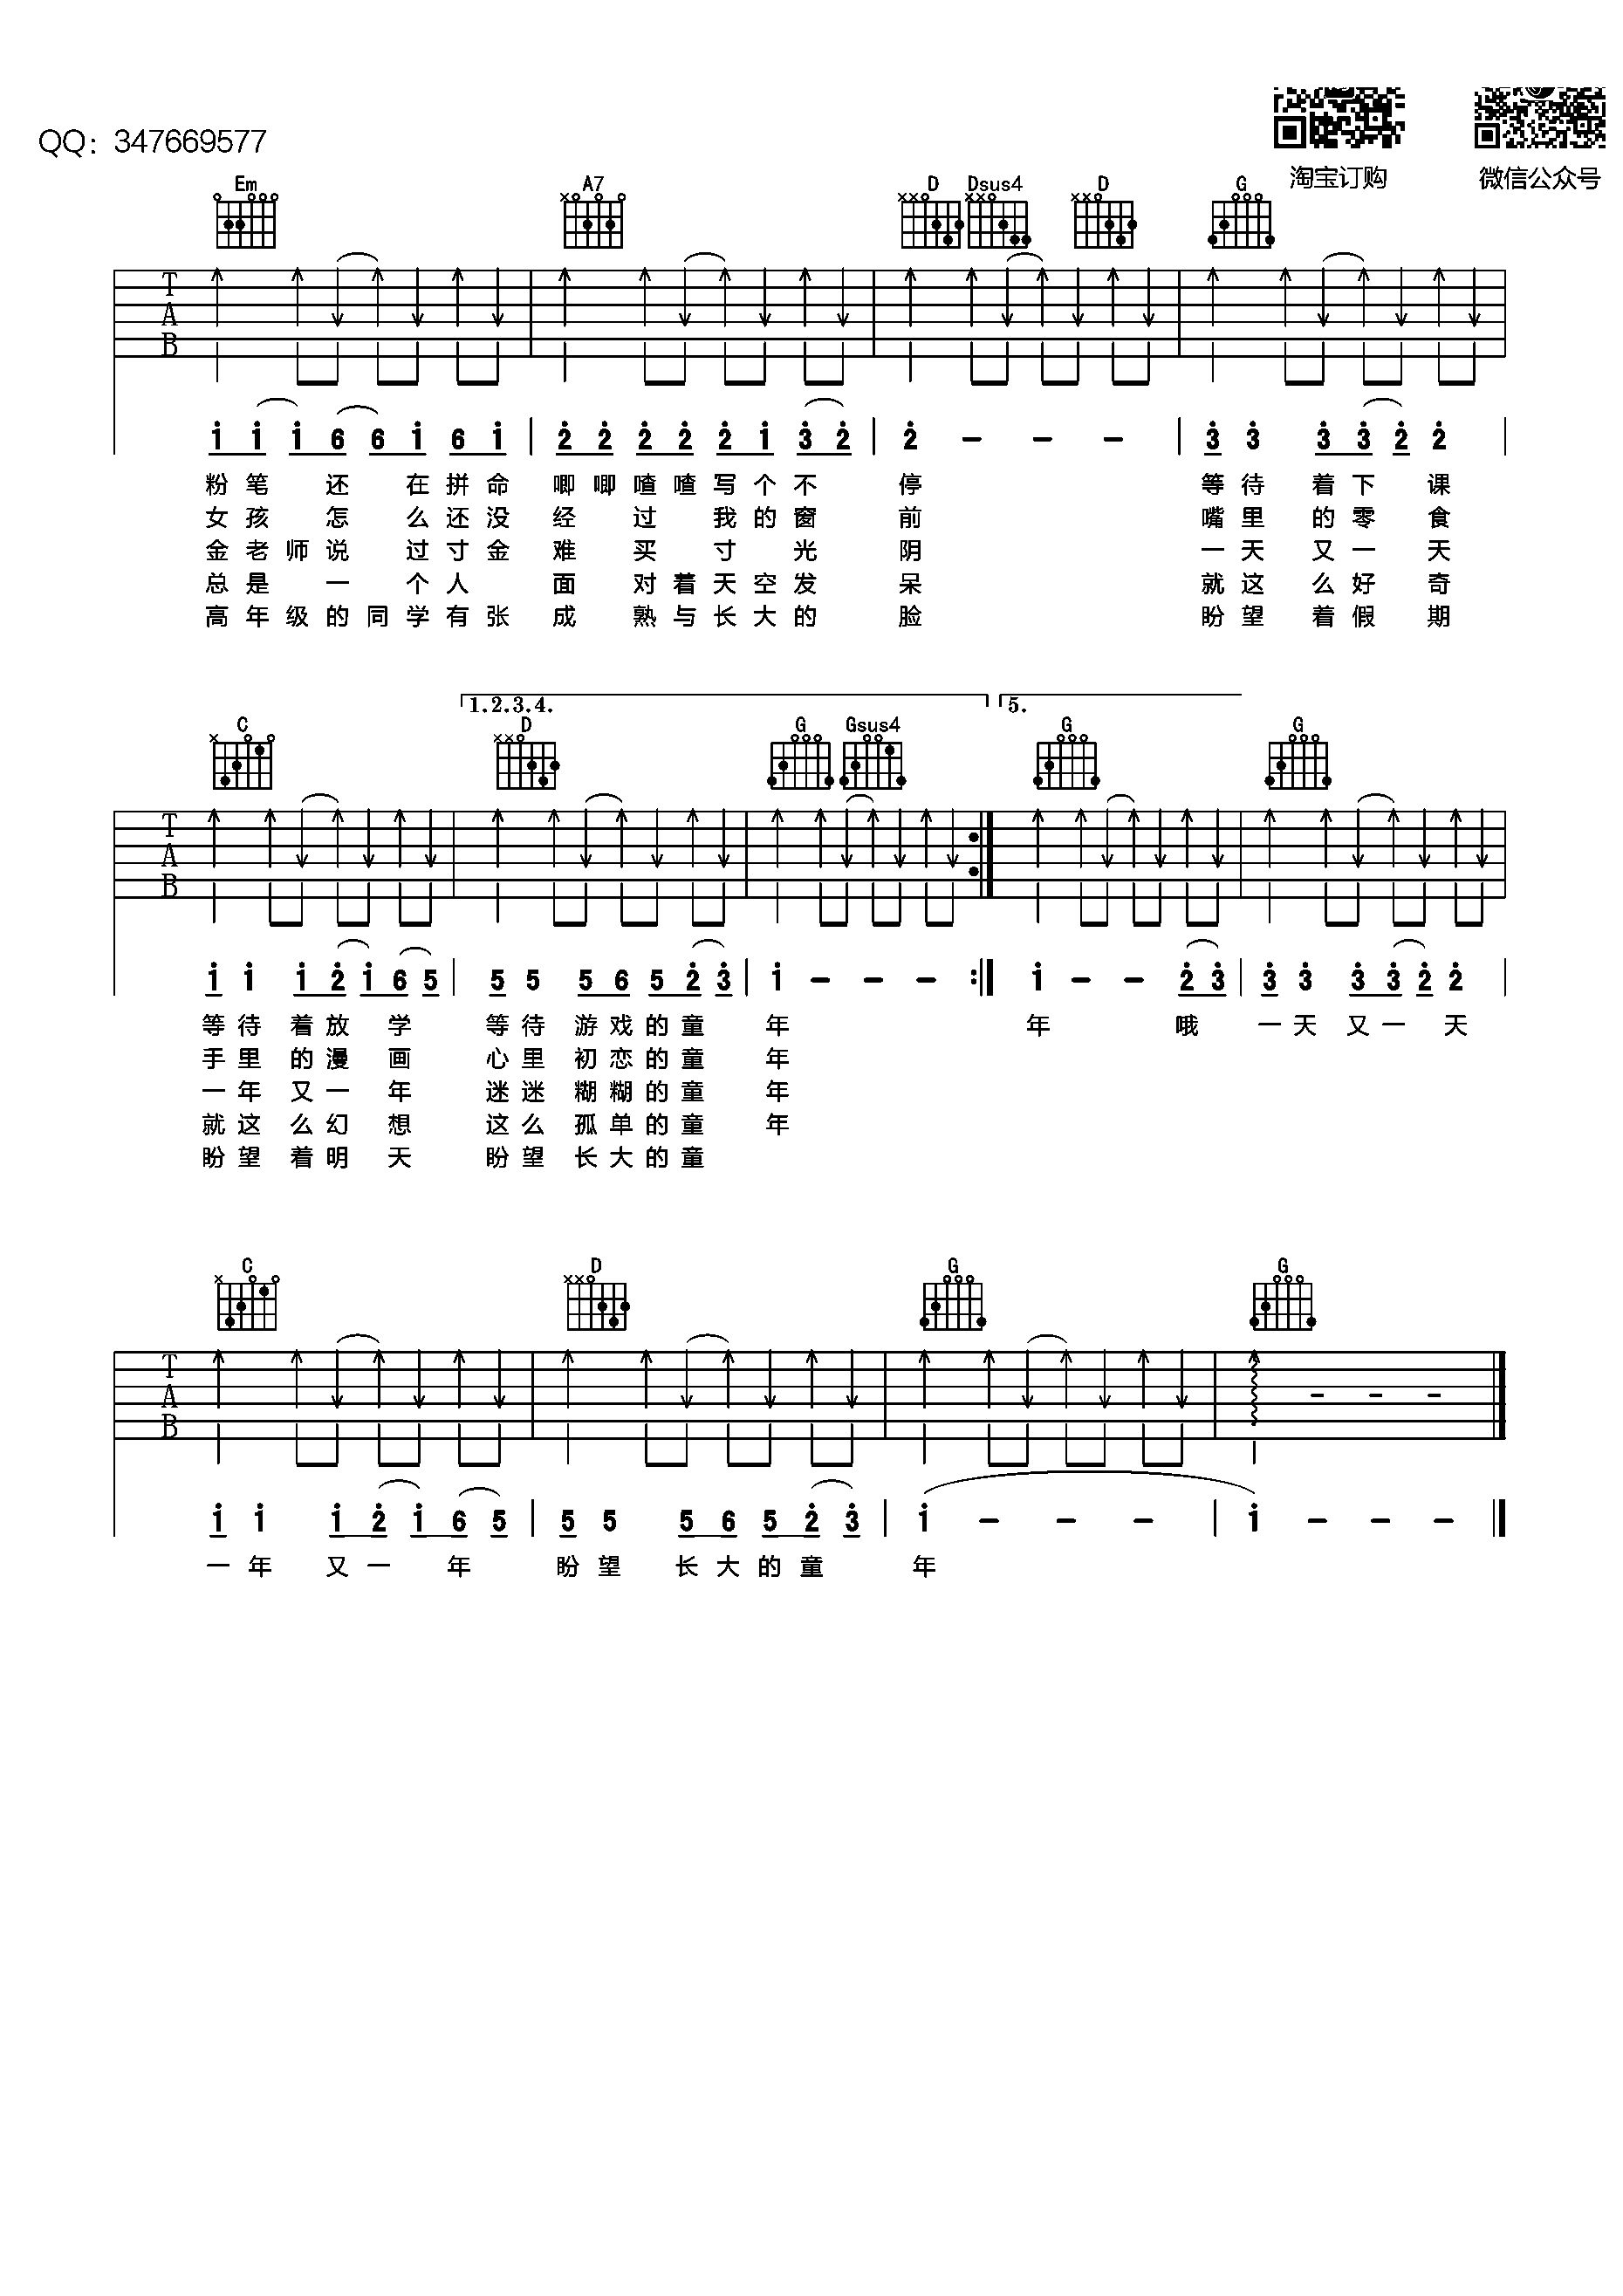 QQ：347669577
淘宝订购 微信公众号
Em A7 D Dsus4 D G
T
A
B
1 1 1 6 6 1 6 1 | 2 2 2 2 2 1 3 2 | 2 - - - | 3 3 3 3 2 2 |
粉笔 还 在拼命 唧唧喳喳写个不 停 等待 着下 课
女孩 怎 么还没 经 过 我的窗 前 嘴里 的零 食
金老师说 过寸金 难 买 寸 光 阴 一天 又一 天
总是 一 个人 面 对着天空发 呆 就这 么好 奇
高年级的同学有张 成 熟与长大的 脸 盼望 着假 期
1.2.3.4. 5.
C D G Gsus4 G G
T
A
B
1 1 1 2 1 6 5 | 5 5 5 6 5 2 3 | 1 - - - :| 1 - - 2 3 | 3 3 3 3 2 2 |
等待 着放 学 等待 游戏的童 年 年 哦 一天 又一 天
手里 的漫 画 心里 初恋的童 年
一年 又一 年 迷迷 糊糊的童 年
就这 么幻 想 这么 孤单的童 年
盼望 着明 天 盼望 长大的童
C D G G
T
A
B
1 1 1 2 1 6 5 | 5 5 5 6 5 2 3 | 1 - - - | 1 - - -
一年 又一 年 盼望 长大的童 年